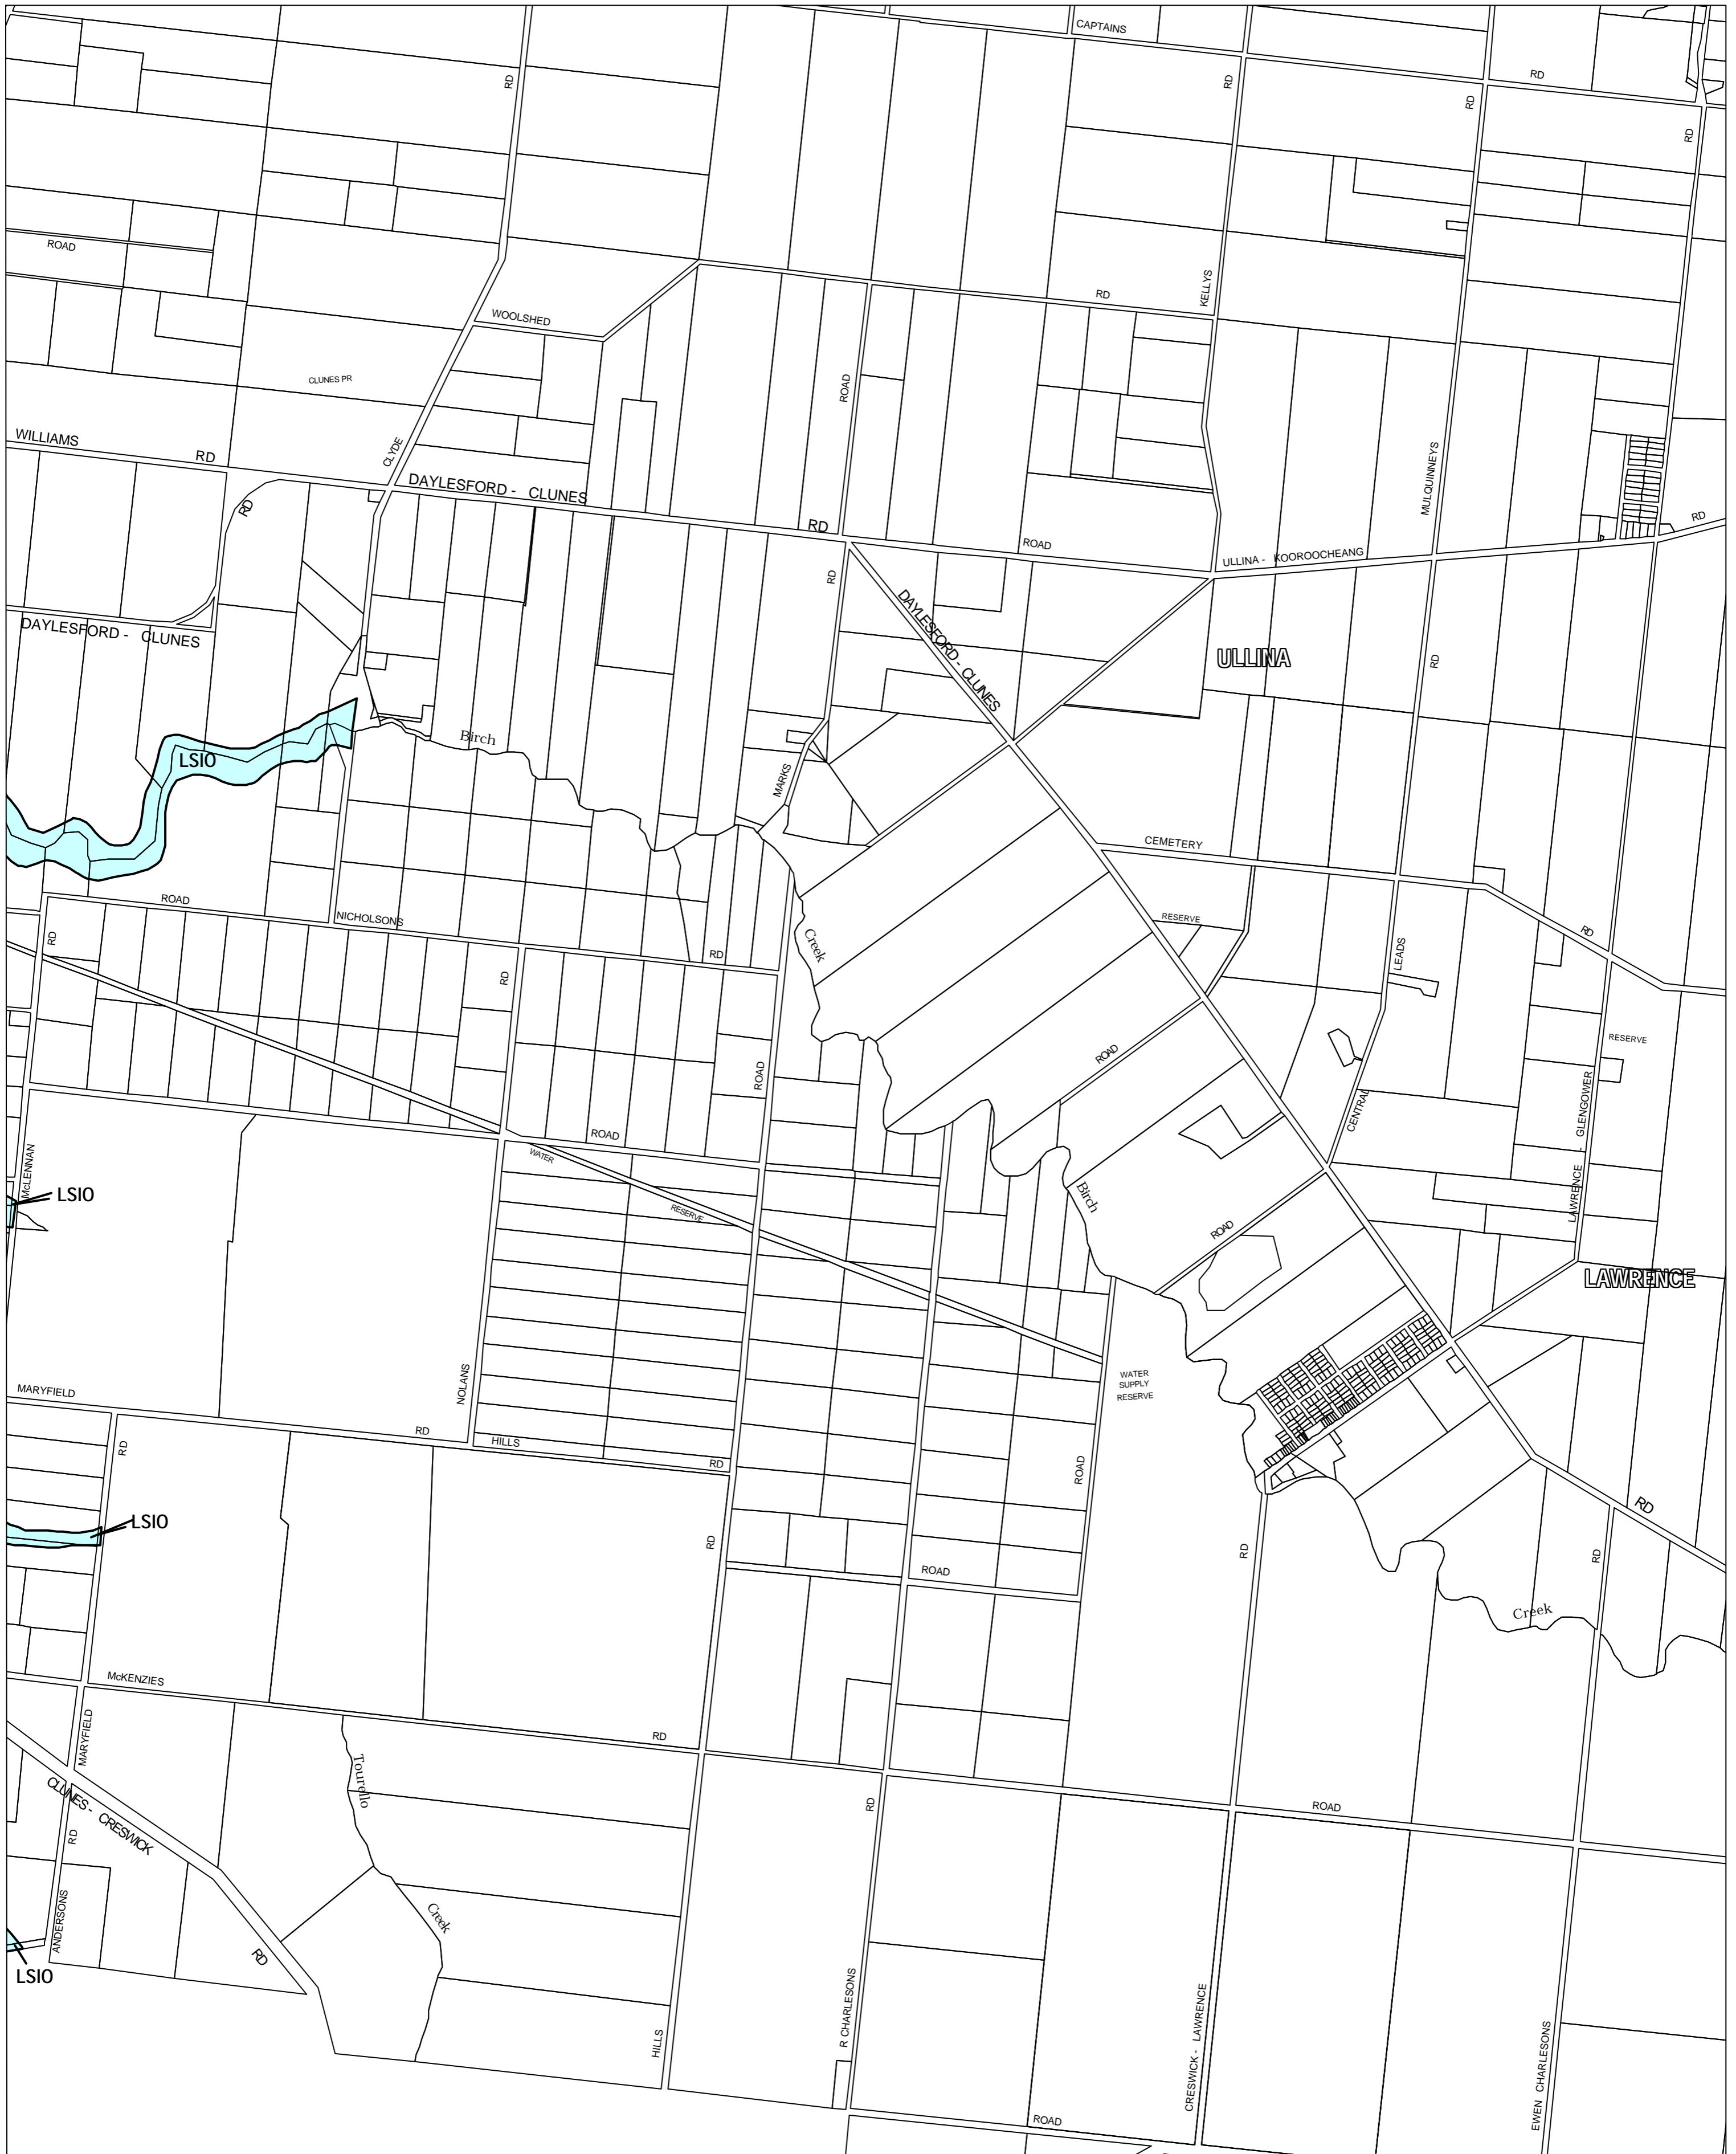 CAPTAINS
RD
RD
RD
RD
RD
ROAD
KELLYS
RD
WOOLSHED
CLUNES PR
ROAD
WILLIAMS
RD
CLYDE
MULQUINNEYS
DAYLESFORD - CLUNES
RD
RD
RD
ROAD
ULLINA - KOOROOCHEANG
RD
DAYLESFORD - CLUNES
DAYLESFORD - CLUNES
ULLINA
RD
Birch
LSIO
MARKS
CEMETERY
ROAD
NICHOLSONS
RESERVE
RD
RD
Creek
RD
LEADS
RD
RESERVE
ROAD
ROAD
GLENGOWER
-
LAWRENCE
CENTRAL
ROAD
McLENNAN
WATER
LSIO
Birch
RESERVE
ROAD
LAWRENCE
MARYFIELD
NOLANS
WATER
SUPPLY
RESERVE
RD
HILLS
RD
RD
ROAD
RD
LSIO
RD
RD
RD
ROAD
Creek
McKENZIES
RD
MARYFIELD
Tourello
CLUNES - CRESWICK
RD
RD
ROAD
ANDERSONS
Creek
RD
LSIO
HILLS
R CHARLESONS
CRESWICK - LAWRENCE
EWEN CHARLESONS
ROAD